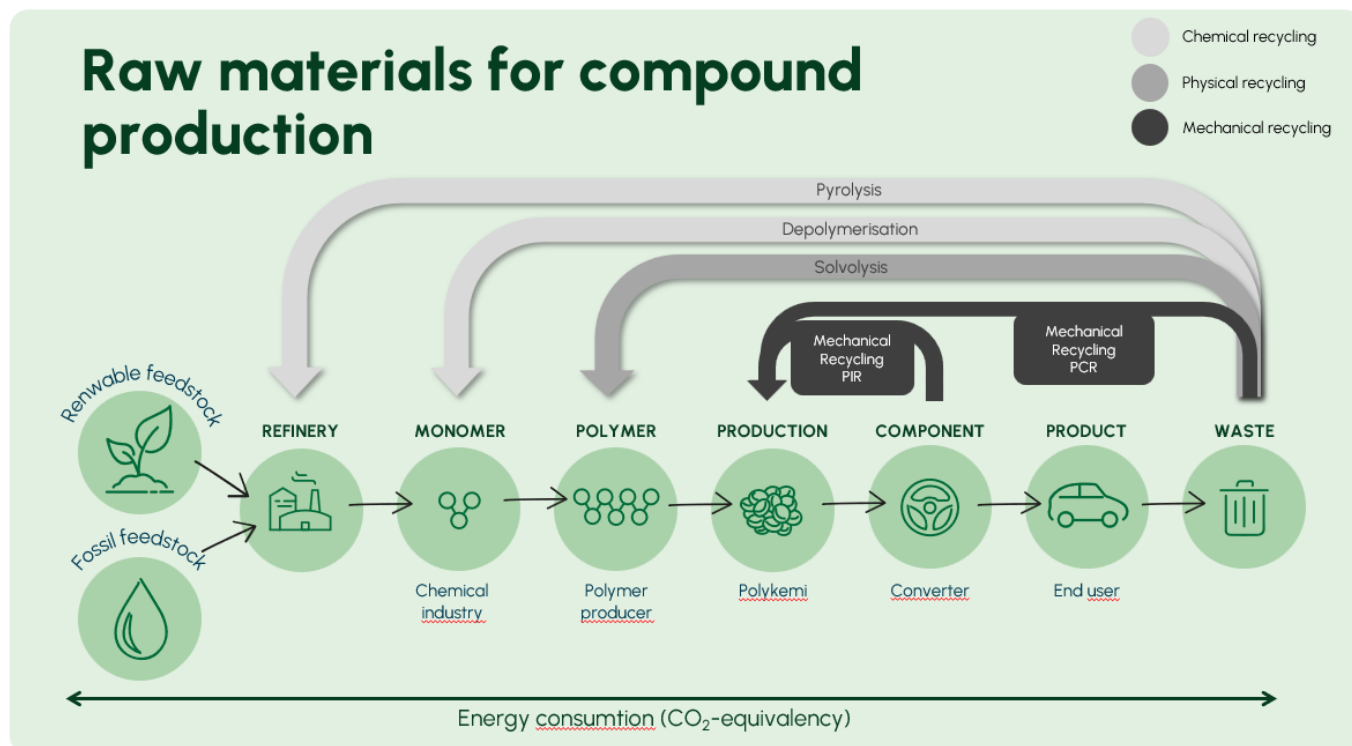 Raw materials for compound
production
Chemical recycling
Physical recycling
Mechanical recycling
Pyrolysis
Depolymerisation
Solvolysis
Mechanical
Recycling
PIR
Mechanical
Recycling
PCR
Renwable feedstock
Fossil feedstock
REFINERY
MONOMER
POLYMER
PRODUCTION
COMPONENT
PRODUCT
WASTE
Chemical
industry
Polymer
producer
Polykemi
Converter
End user
Energy consumtion (CO₂-equivalency)